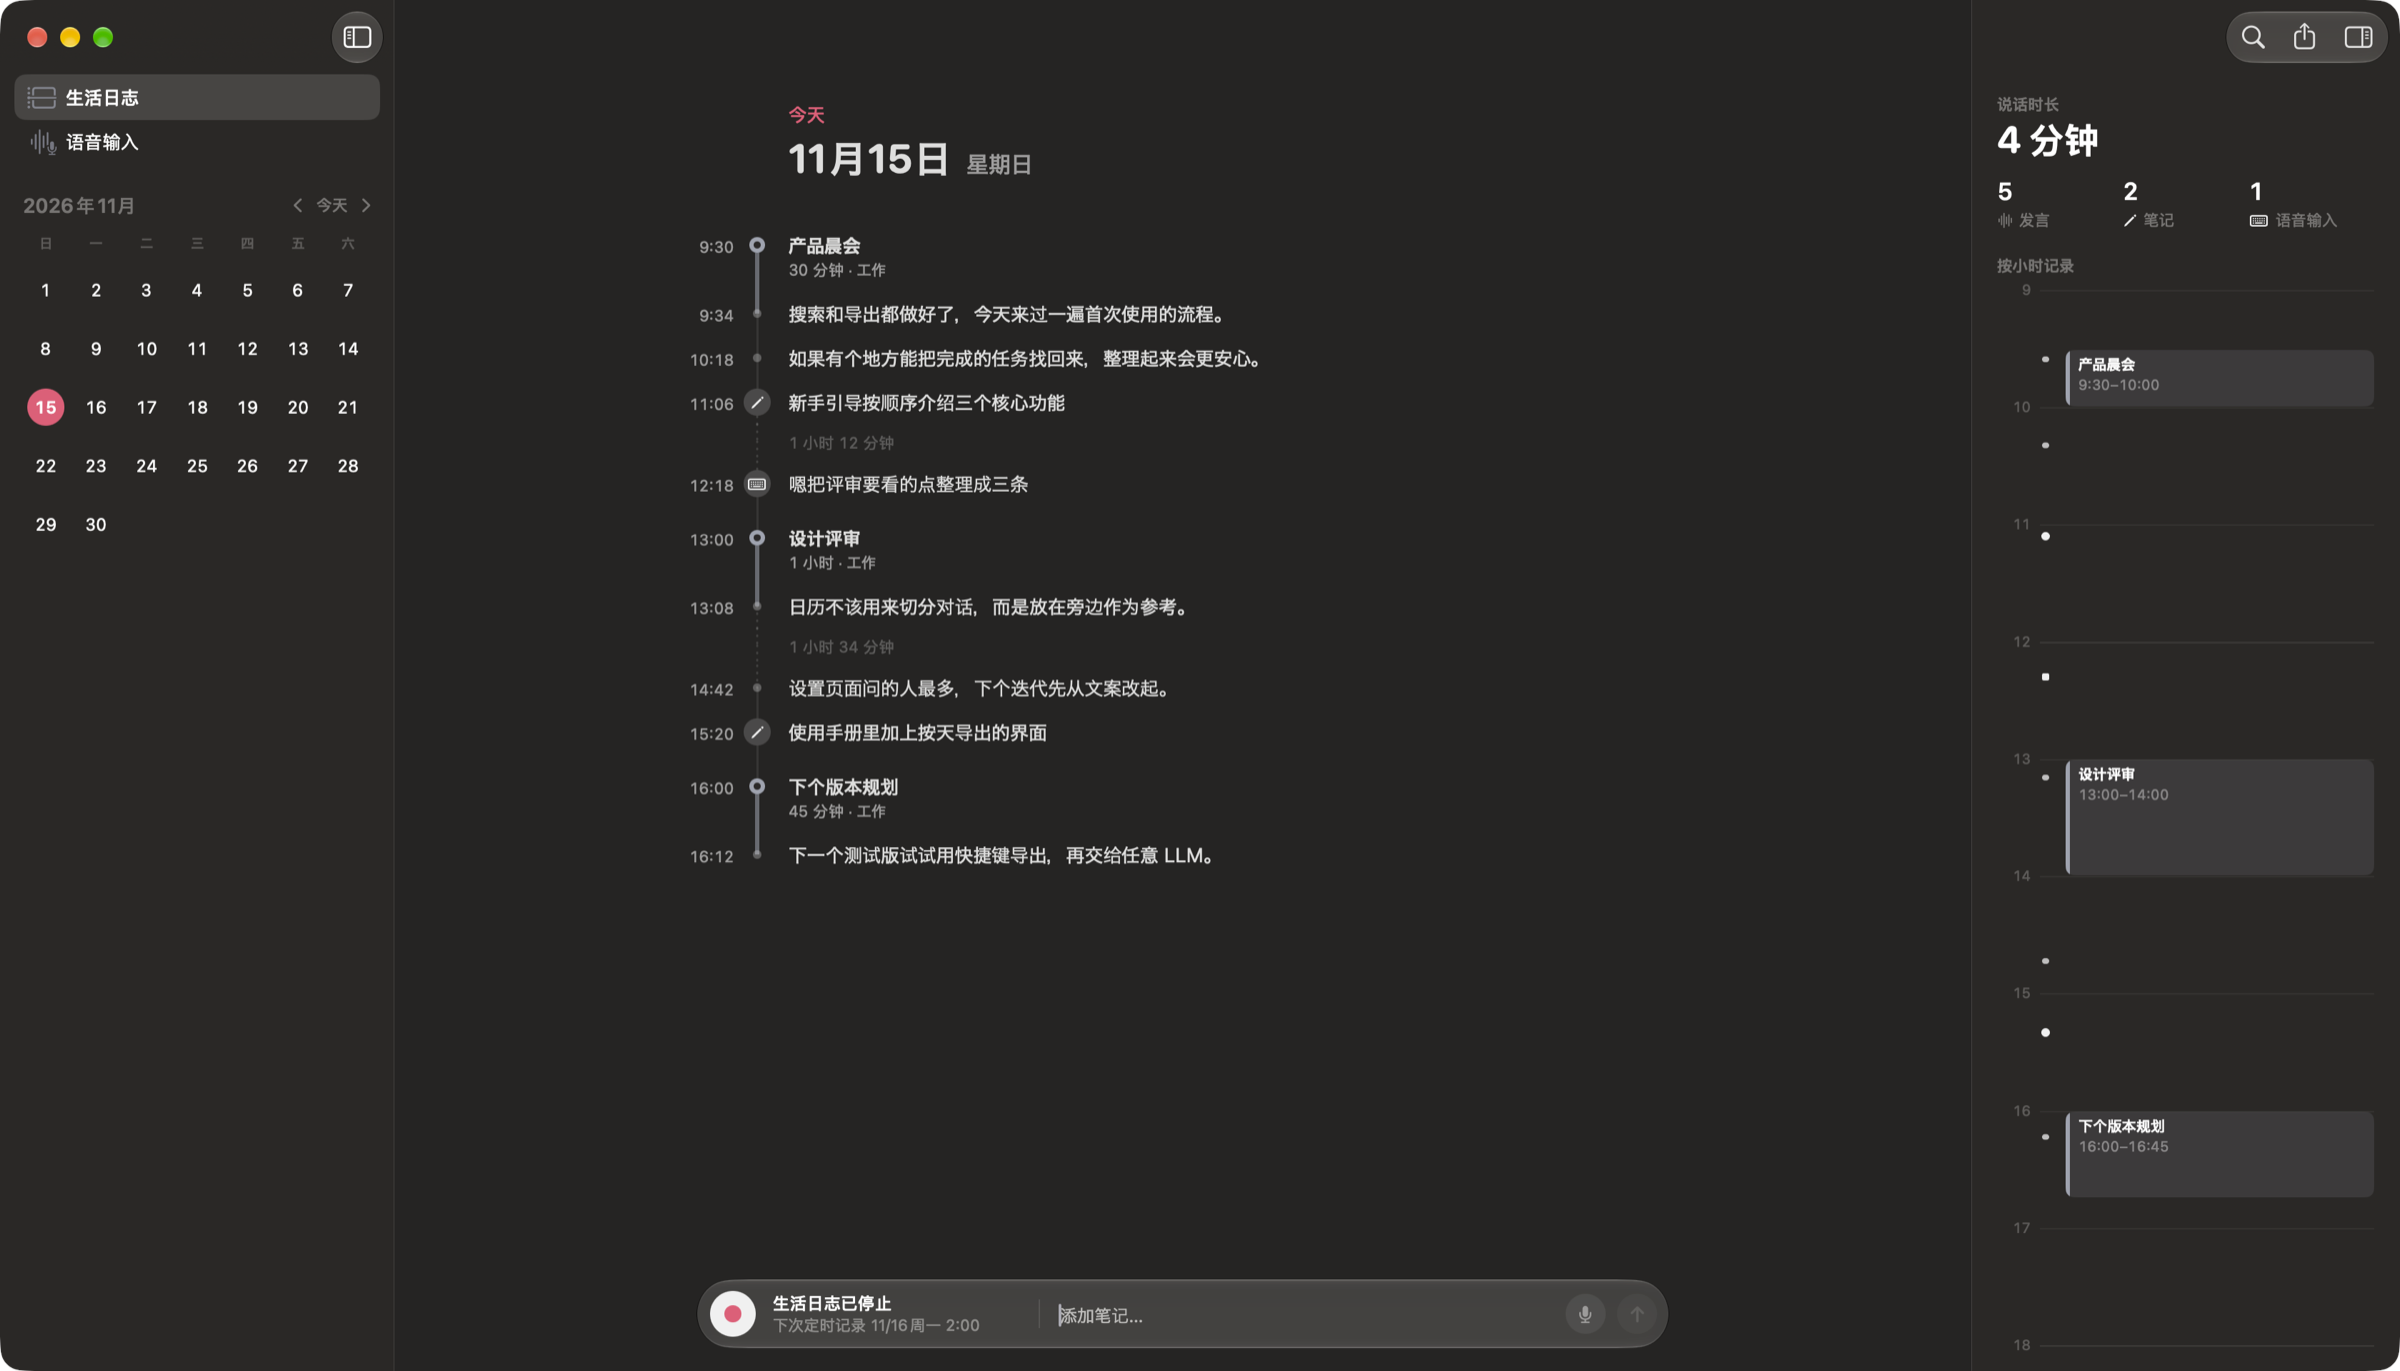 生活日志
语音输入
2026年11月
今天
日 一 二 三 四 五 六
1 2 3 4 5 6 7
8 9 10 11 12 13 14
15 16 17 18 19 20 21
22 23 24 25 26 27 28
29 30
今天
11月15日 星期日
9:30 产品晨会
30 分钟 · 工作
9:34 搜索和导出都做好了，今天来过一遍首次使用的流程。
10:18 如果有个地方能把完成的任务找回来，整理起来会更安心。
11:06 新手引导按顺序介绍三个核心功能
1 小时 12 分钟
12:18 嗯把评审要看的点整理成三条
13:00 设计评审
1 小时 · 工作
13:08 日历不该用来切分对话，而是放在旁边作为参考。
1 小时 34 分钟
14:42 设置页面问的人最多，下个迭代先从文案改起。
15:20 使用手册里加上按天导出的界面
16:00 下个版本规划
45 分钟 · 工作
16:12 下一个测试版试试用快捷键导出，再交给任意 LLM。
生活日志已停止
下次定时记录 11/16周一 2:00
添加笔记...
说话时长
4 分钟
5 2 1
发言 笔记 语音输入
按小时记录
9
产品晨会
9:30–10:00
10
11
12
13
设计评审
13:00–14:00
14
15
16
下个版本规划
16:00–16:45
17
18